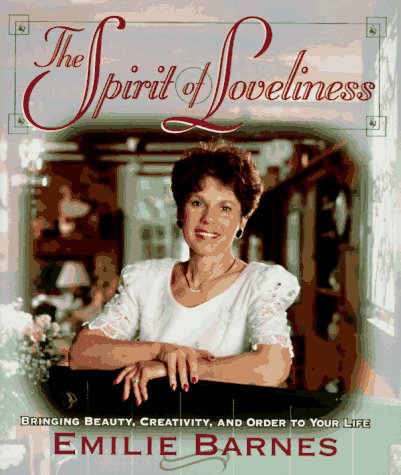 The
Spirit of Loveliness
BRINGING BEAUTY, CREATIVITY, AND ORDER TO YOUR LIFE
EMILIE BARNES